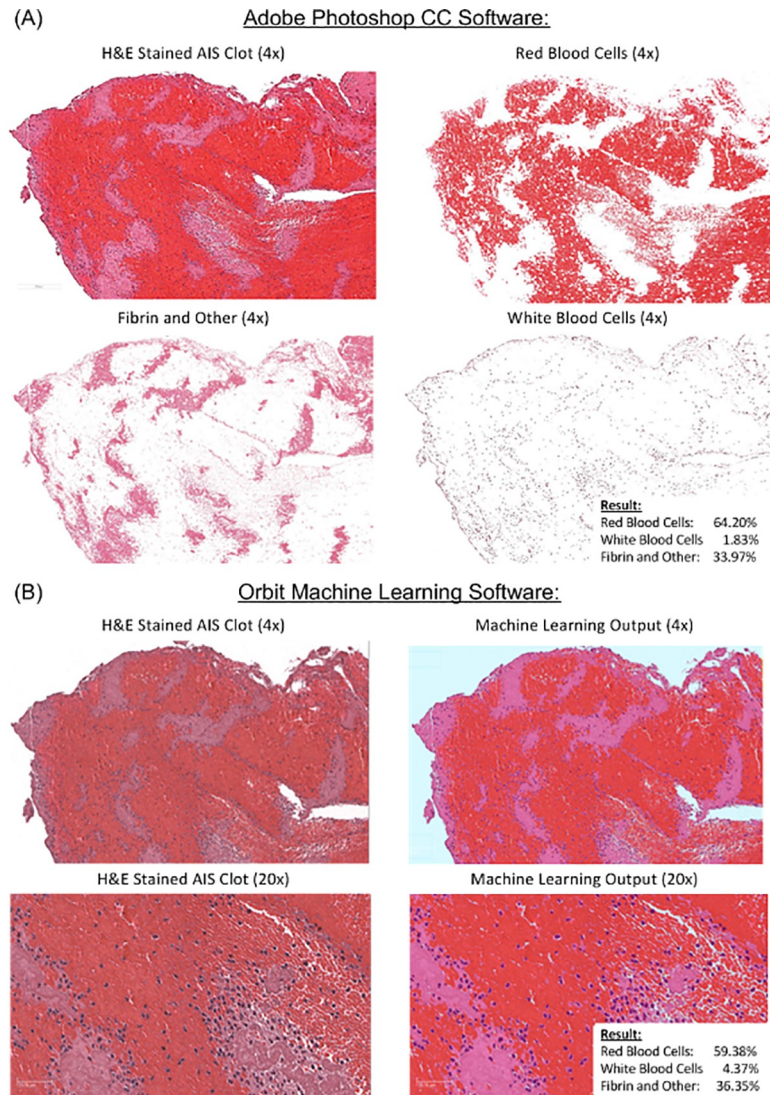 (A)
Adobe Photoshop CC Software:
H&E Stained AIS Clot (4x)
Red Blood Cells (4x)
Fibrin and Other (4x)
White Blood Cells (4x)
Result:
Red Blood Cells: 64.20%
White Blood Cells 1.83%
Fibrin and Other: 33.97%
(B)
Orbit Machine Learning Software:
H&E Stained AIS Clot (4x)
Machine Learning Output (4x)
H&E Stained AIS Clot (20x)
Machine Learning Output (20x)
Result:
Red Blood Cells: 59.38%
White Blood Cells 4.37%
Fibrin and Other: 36.35%